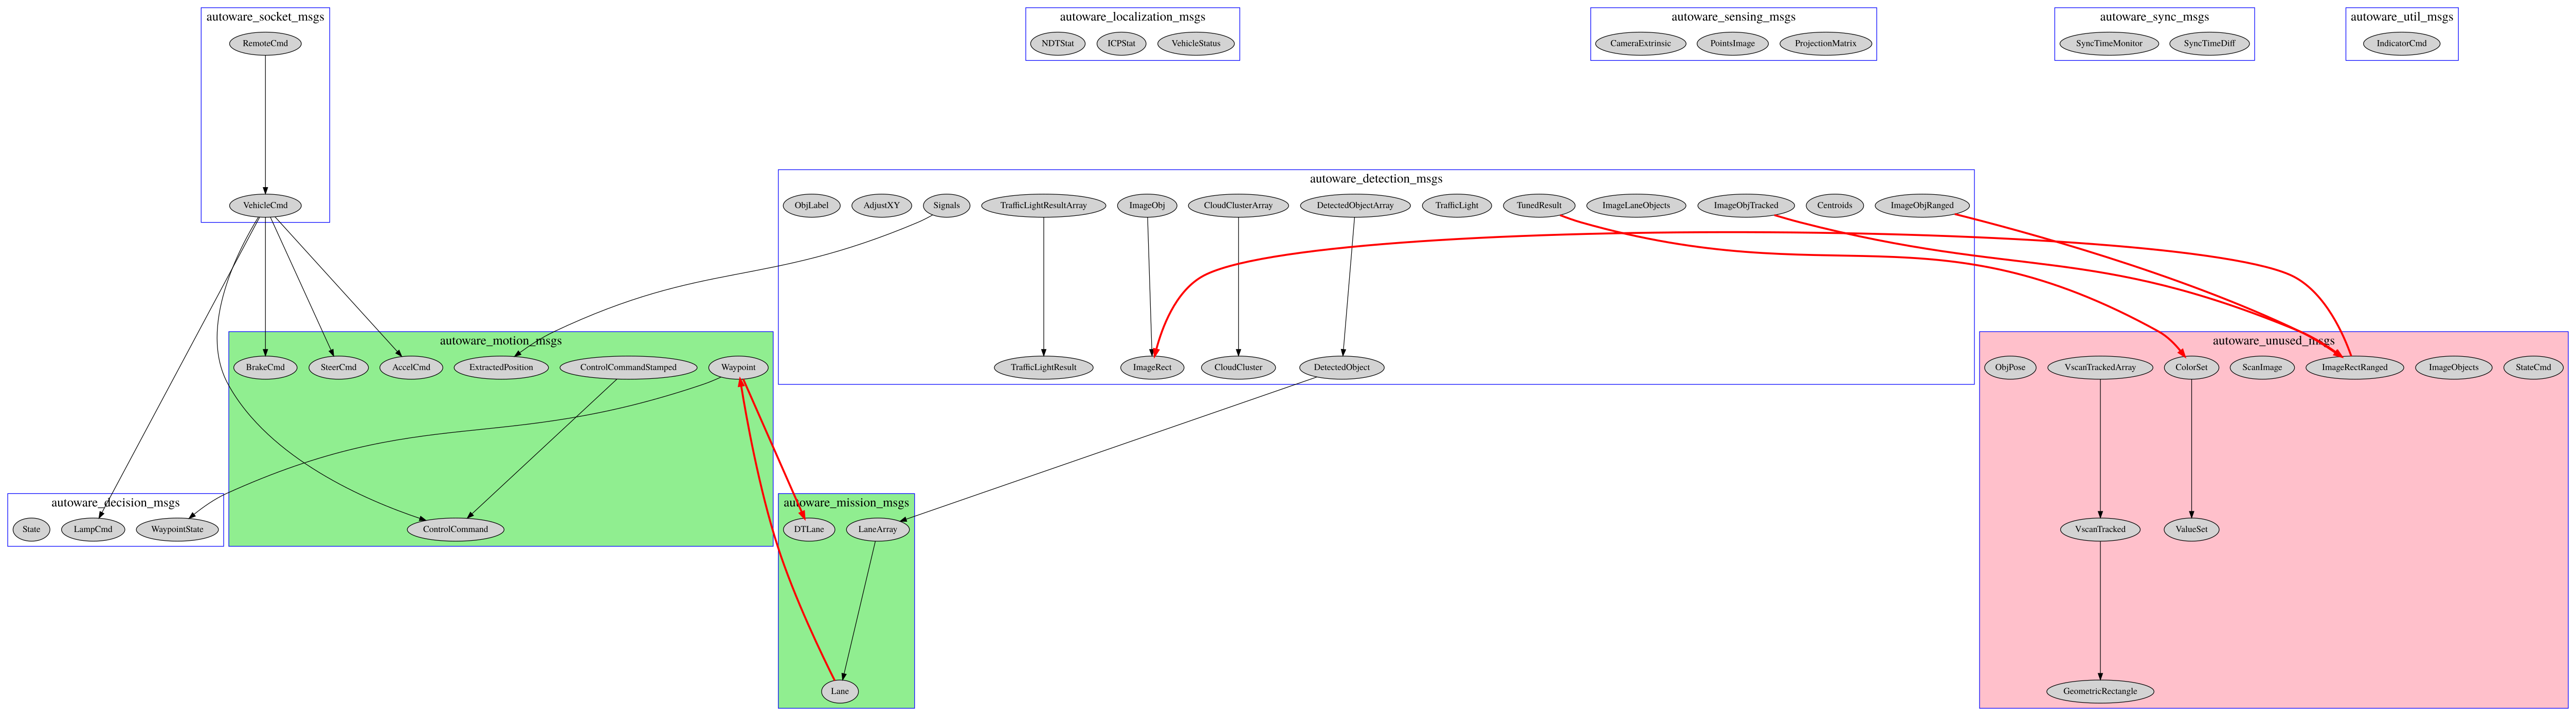 autoware_socket_msgs
RemoteCmd
VehicleCmd
autoware_localization_msgs
NDTStat
ICPStat
VehicleStatus
autoware_sensing_msgs
CameraExtrinsic
PointsImage
ProjectionMatrix
autoware_sync_msgs
SyncTimeMonitor
SyncTimeDiff
autoware_util_msgs
IndicatorCmd
autoware_detection_msgs
ObjLabel
AdjustXY
Signals
TrafficLightResultArray
ImageObj
CloudClusterArray
DetectedObjectArray
TrafficLight
TunedResult
ImageLaneObjects
ImageObjTracked
Centroids
ImageObjRanged
TrafficLightResult
ImageRect
CloudCluster
DetectedObject
autoware_motion_msgs
BrakeCmd
SteerCmd
AccelCmd
ExtractedPosition
ControlCommandStamped
Waypoint
ControlCommand
autoware_unused_msgs
ObjPose
VscanTrackedArray
ColorSet
ScanImage
ImageRectRanged
ImageObjects
StateCmd
VscanTracked
ValueSet
GeometricRectangle
autoware_decision_msgs
State
LampCmd
WaypointState
autoware_mission_msgs
DTLane
LaneArray
Lane